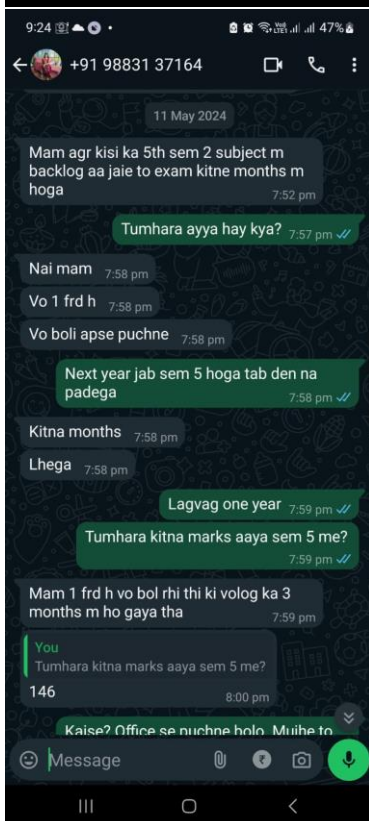 9:24
47%
+91 98831 37164
11 May 2024
Mam agr kisi ka 5th sem 2 subject m
backlog aa jaie to exam kitne months m
hoga
7:52 pm
Tumhara ayya hay kya? 7:57 pm
Nai mam 7:58 pm
Vo 1 frd h 7:58 pm
Vo boli apse puchne 7:58 pm
Next year jab sem 5 hoga tab den na
padega
7:58 pm
Kitna months 7:58 pm
Lhega 7:58 pm
Lagvag one year 7:59 pm
Tumhara kitna marks aaya sem 5 me?
7:59 pm
Mam 1 frd h vo bol rhi thi ki volog ka 3
months m ho gaya tha
7:59 pm
You
Tumhara kitna marks aaya sem 5 me?
146
8:00 pm
Kaise? Office se puchne bolo. Mujhe to
Message